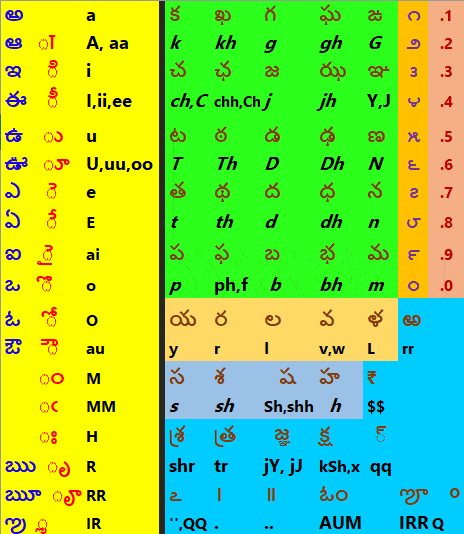 అ a క ఖ గ ఘ ఙ ౧ .1
ఆ ా A, aa k kh g gh G ౨ .2
ఇ ి i చ ఛ జ ఝ ఞ ౩ .3
ఈ ీ I,ii,ee ch,C chh,Ch j jh Y,J ౪ .4
ఉ ు u ట ఠ డ ఢ ణ ౫ .5
ఊ ూ U,uu,oo T Th D Dh N ౬ .6
ఎ ె e త థ ద ధ న ౭ .7
ఏ ే E t th d dh n ౮ .8
ఐ ై ai ప ఫ బ భ మ ౯ .9
ఒ ొ o p ph,f b bh m ౦ .0
ఓ ో O య ర ల వ ళ ఱ
ఔ ౌ au y r l v,w L rr
ం M స శ ష హ ₹
ఁ MM s sh Sh,shh h $$
ః H శ్ర త్ర జ్ఞ క్ష ్
ఋ ృ R shr tr jY, jJ kSh,x qq
ౠ ౄ RR ఽ । ॥ ఓం ౡ ం
ఌ ౢ lR '',QQ . .. AUM lRR Q